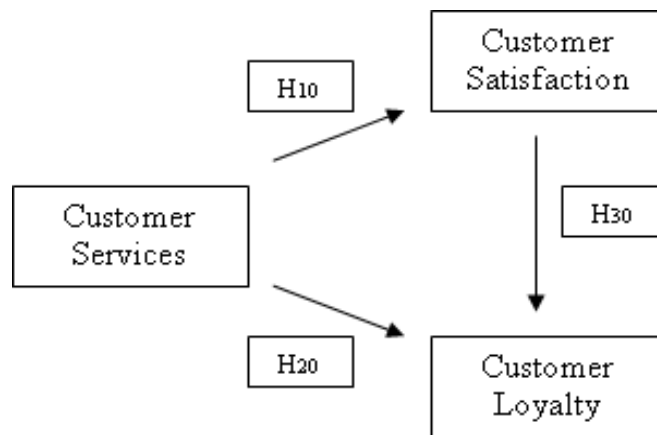 Customer
Satisfaction
H10
Customer
Services
H30
H20
Customer
Loyalty